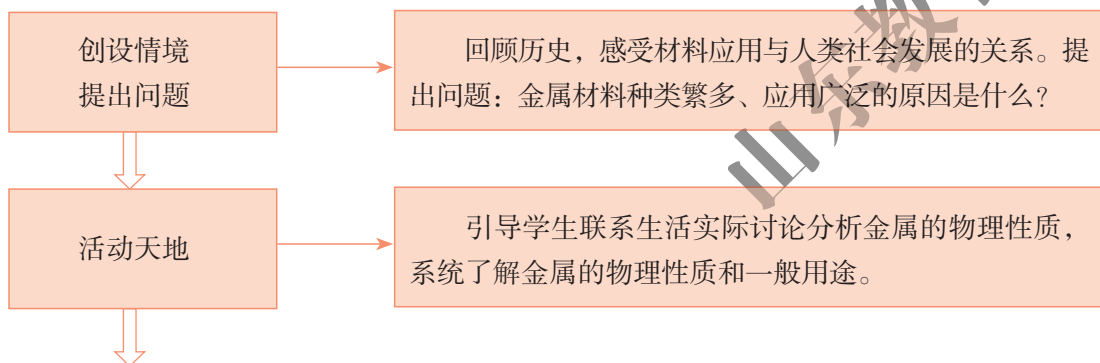 创设情境
提出问题
回顾历史，感受材料应用与人类社会发展的关系。提
出问题：金属材料种类繁多、应用广泛的原因是什么？
山东教
活动天地
引导学生联系生活实际讨论分析金属的物理性质，
系统了解金属的物理性质和一般用途。